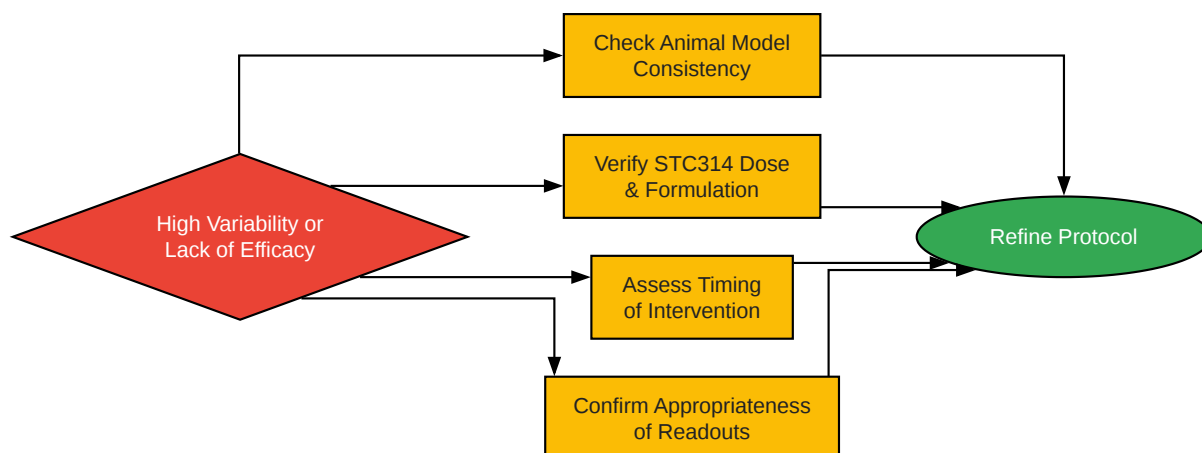 Check Animal Model
Consistency
Verify STC314 Dose
& Formulation
High Variability or
Lack of Efficacy
Refine Protocol
Assess Timing
of Intervention
Confirm Appropriateness
of Readouts